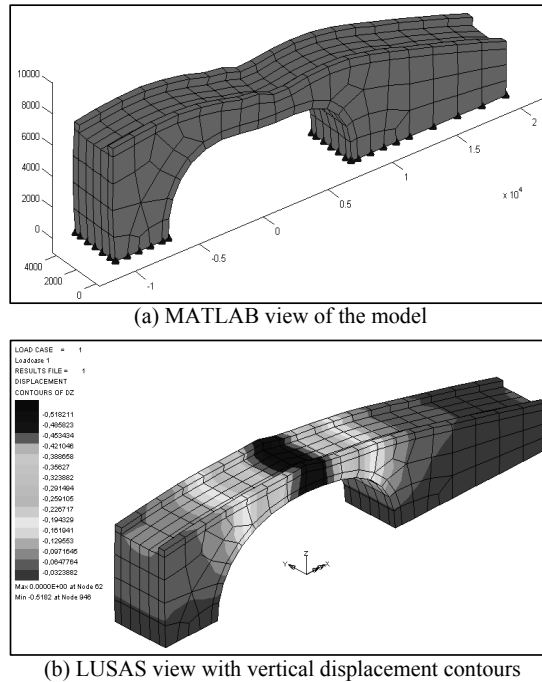 10000
8000
6000
4000
2000
0
4000
2000
0
-1
-0.5
0
0.5
1
1.5
2
x 10⁴
(a) MATLAB view of the model
LOAD CASE = 1
Loadcase 1
RESULTS FILE = 1
DISPLACEMENT
CONTOURS OF DZ
-0,518211
-0,485823
-0,453434
-0,421046
-0,388658
-0,35627
-0,323882
-0,291494
-0,259105
-0,226717
-0,194329
-0,161941
-0,129553
-0,0971646
-0,0647764
-0,0323882
Max 0.0000E+00 at Node 62
Min -0.5182 at Node 946
Z
Y
X
(b) LUSAS view with vertical displacement contours